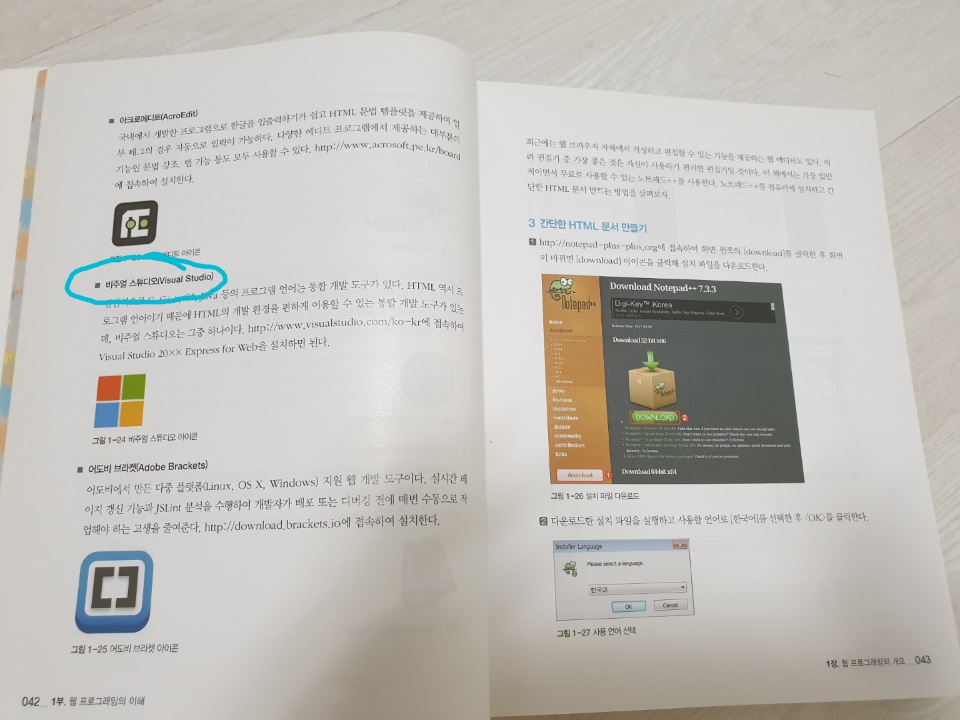 ■ 아크로에디트(AcroEdit)
국내에서 개발한 프로그램으로 한글을 입출력하기가 쉽고 HTML 문법 템플릿을 제공하여 일
부 태그의 경우 자동으로 입력이 가능하다. 다양한 에디트 프로그램에서 제공하는 대부분의
기능인 문법 강조, 탭 기능 등도 모두 사용할 수 있다. http://www.acrosoft.pe.kr/board
에 접속하여 설치한다.
아이콘
■ 비주얼 스튜디오(Visual Studio)
등의 프로그램 언어는 통합 개발 도구가 있다. HTML 역시 프
로그램 언어이기 때문에 HTML의 개발 환경을 편하게 이용할 수 있는 통합 개발 도구가 있는
데, 비주얼 스튜디오는 그중 하나이다. http://www.visualstudio.com/ko-kr에 접속하여
Visual Studio 20×× Express for Web을 설치하면 된다.
그림 1-24 비주얼 스튜디오 아이콘
■ 어도비 브라켓(Adobe Brackets)
어도비에서 만든 다중 플랫폼(Linux, OS X, Windows) 지원 웹 개발 도구이다. 실시간 페
이지 갱신 기능과 JSLint 분석을 수행하여 개발자가 배포 또는 디버깅 전에 매번 수동으로 작
업해야 하는 고생을 줄여준다. http://download.brackets.io에 접속하여 설치한다.
그림 1-25 어도비 브라켓 아이콘
042 1부. 웹 프로그래밍의 이해
최근에는 웹 브라우저 자체에서 작성하고 편집할 수 있는 기능을 제공하는 웹 에디터도 있다. 여
러 편집기 중 가장 좋은 것은 자신이 사용하기 편리한 편집기일 것이다. 이 책에서는 가장 일반
적이면서 무료로 사용할 수 있는 노트패드++를 사용한다. 노트패드++를 컴퓨터에 설치하고 간
단한 HTML 문서 만드는 방법을 살펴보자.
3 간단한 HTML 문서 만들기
1 http://notepad-plus-plus.org에 접속하여 화면 왼쪽의 [download]를 클릭한 후 화면
이 바뀌면 [download] 아이콘을 클릭해 설치 파일을 다운로드한다.
Notepad++
Download Notepad++ 7.3.3
Digi-Key™ Korea
Download 32-bit x86
home
download
news
features
resources
contribute
donate
community
contributors
links
DOWNLOAD 2
download 1
Download 64-bit x64
그림 1-26 설치 파일 다운로드
2 다운로드한 설치 파일을 실행하고 사용할 언어로 [한국어]를 선택한 후 〈OK〉를 클릭한다.
Installer Language
Please select a language.
한국어
OK
Cancel
그림 1-27 사용 언어 선택
1장. 웹 프로그래밍의 개요 043